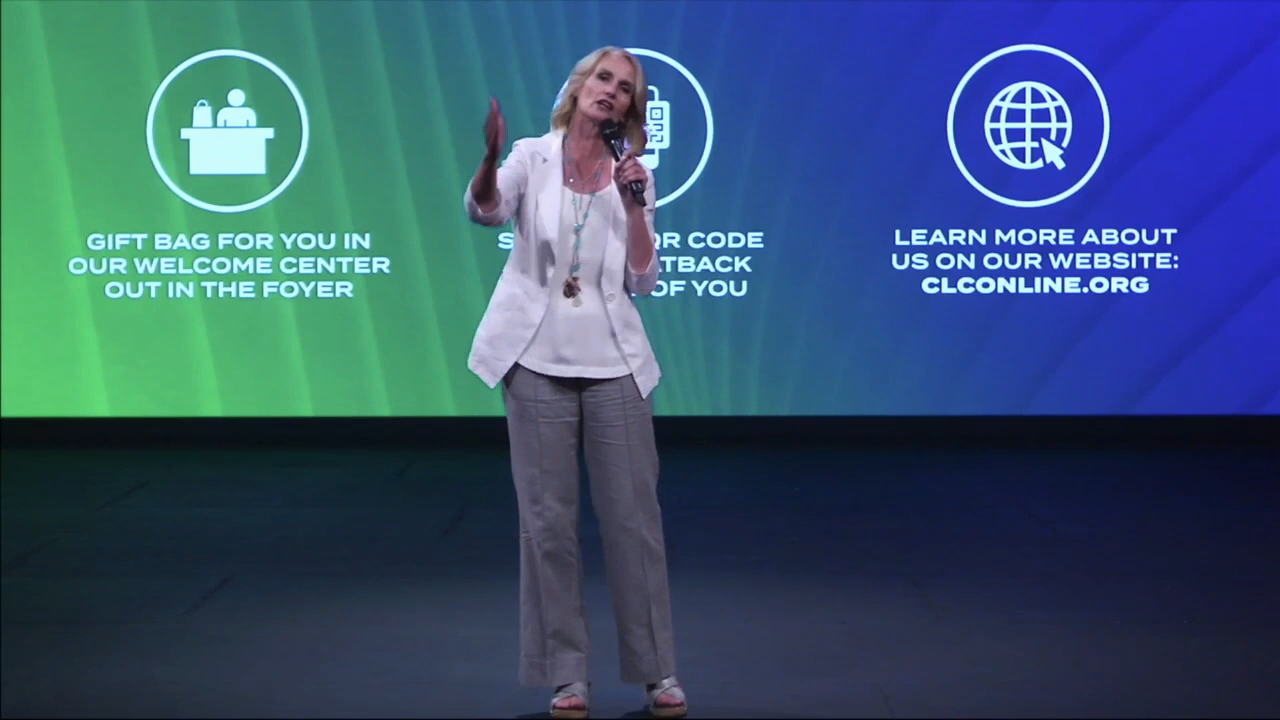 GIFT BAG FOR YOU IN
OUR WELCOME CENTER
OUT IN THE FOYER
QR CODE
OF YOU
LEARN MORE ABOUT
US ON OUR WEBSITE:
CLCONLINE.ORG